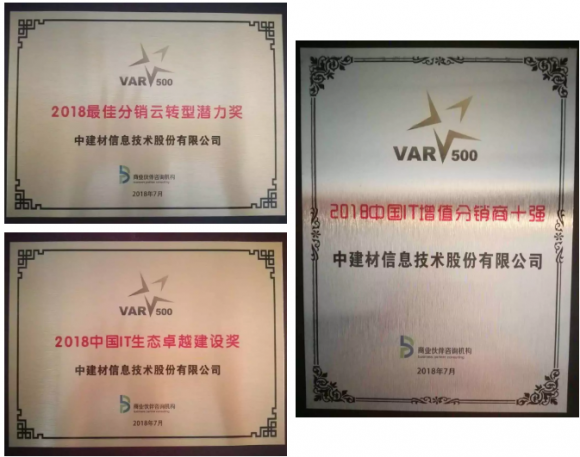 VAR 500
2018最佳分销云转型潜力奖
中建材信息技术股份有限公司
商业伙伴咨询机构
2018年7月
VAR 500
2018中国IT生态卓越建设奖
中建材信息技术股份有限公司
商业伙伴咨询机构
2018年7月
VAR 500
2018中国IT增值分销商十强
中建材信息技术股份有限公司
商业伙伴咨询机构
2018年7月